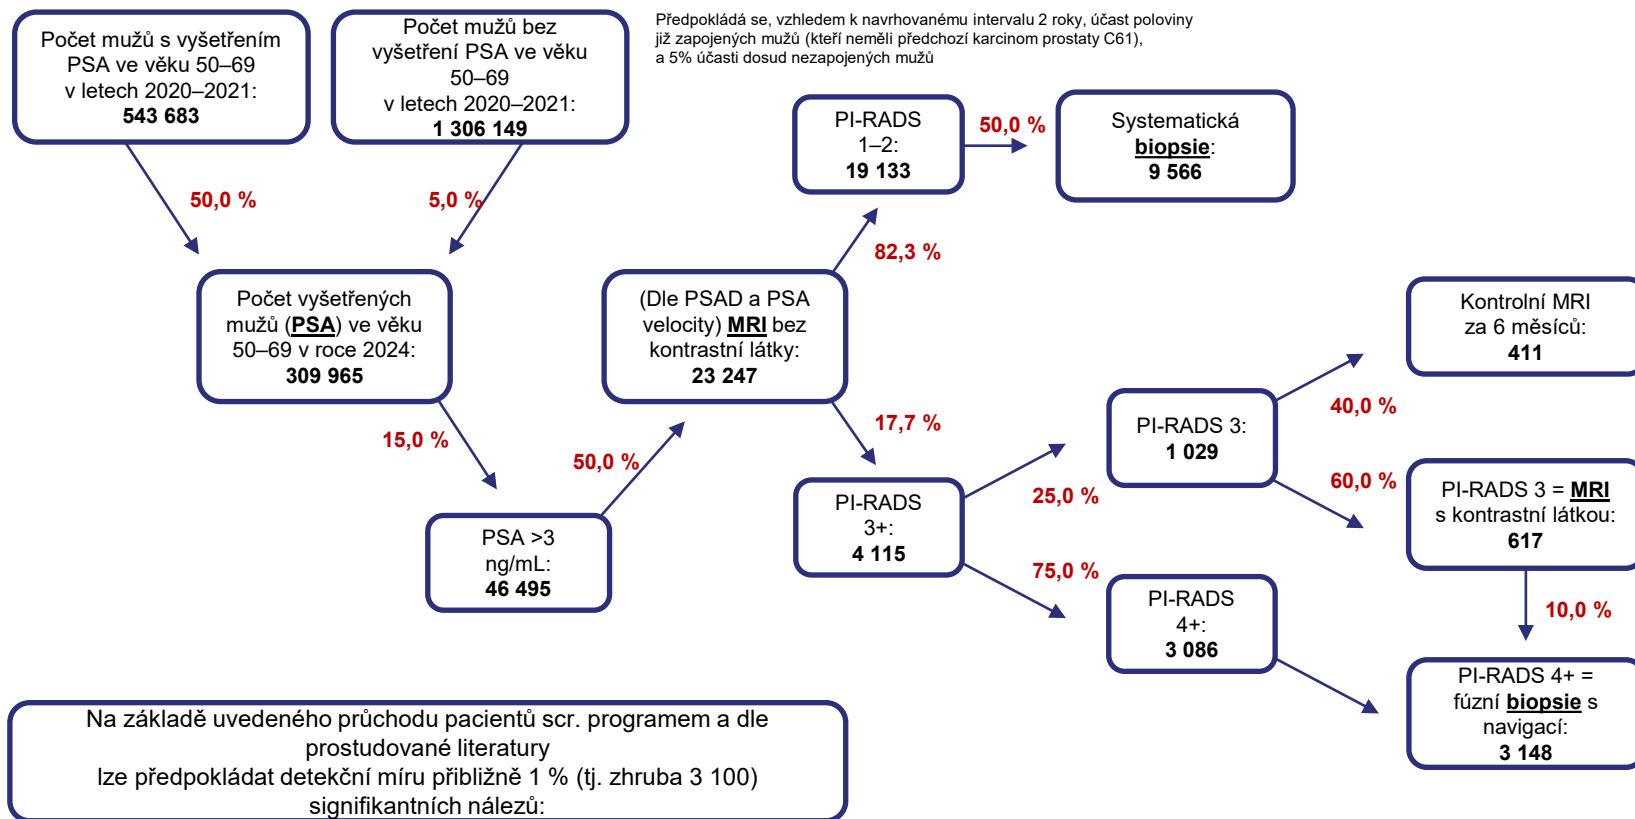 Počet mužů s vyšetřením
PSA ve věku 50–69
v letech 2020–2021:
543 683
Počet mužů bez
vyšetření PSA ve věku
50–69
v letech 2020–2021:
1 306 149
Předpokládá se, vzhledem k navrhovanému intervalu 2 roky, účast poloviny
již zapojených mužů (kteří neměli předchozí karcinom prostaty C61),
a 5% účasti dosud nezapojených mužů
50,0 %
5,0 %
Počet vyšetřených
mužů (PSA) ve věku
50–69 v roce 2024:
309 965
15,0 %
PSA >3
ng/mL:
46 495
50,0 %
(Dle PSAD a PSA
velocity) MRI bez
kontrastní látky:
23 247
82,3 %
PI-RADS
1–2:
19 133
50,0 %
Systematická
biopsie:
9 566
17,7 %
PI-RADS
3+:
4 115
25,0 %
PI-RADS 3:
1 029
40,0 %
Kontrolní MRI
za 6 měsíců:
411
60,0 %
PI-RADS 3 = MRI
s kontrastní látkou:
617
75,0 %
PI-RADS
4+:
3 086
10,0 %
PI-RADS 4+ =
fúzní biopsie s
navigací:
3 148
Na základě uvedeného průchodu pacientů scr. programem a dle
prostudované literatury
lze předpokládat detekční míru přibližně 1 % (tj. zhruba 3 100)
signifikantních nálezů: